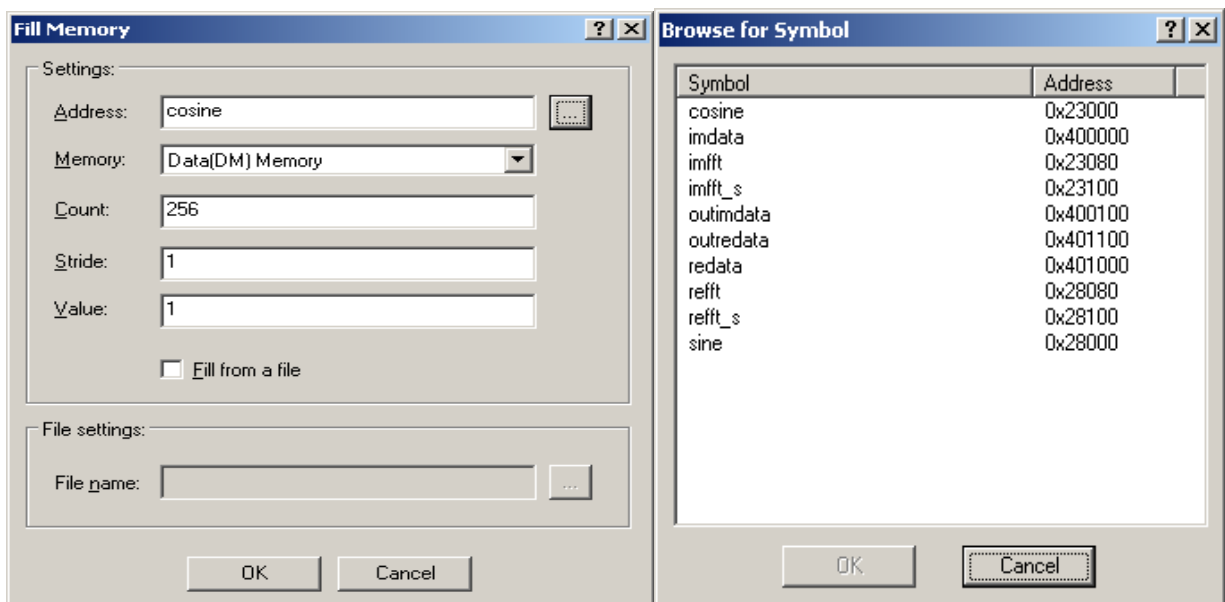 Fill Memory
Settings:
Address: cosine ...
Memory: Data(DM) Memory
Count: 256
Stride: 1
Value: 1
Fill from a file
File settings:
File name: ...
OK Cancel
Browse for Symbol
Symbol Address
cosine 0x23000
imdata 0x400000
imfft 0x23080
imfft_s 0x23100
outimdata 0x400100
outredata 0x401100
redata 0x401000
refft 0x28080
refft_s 0x28100
sine 0x28000
OK Cancel